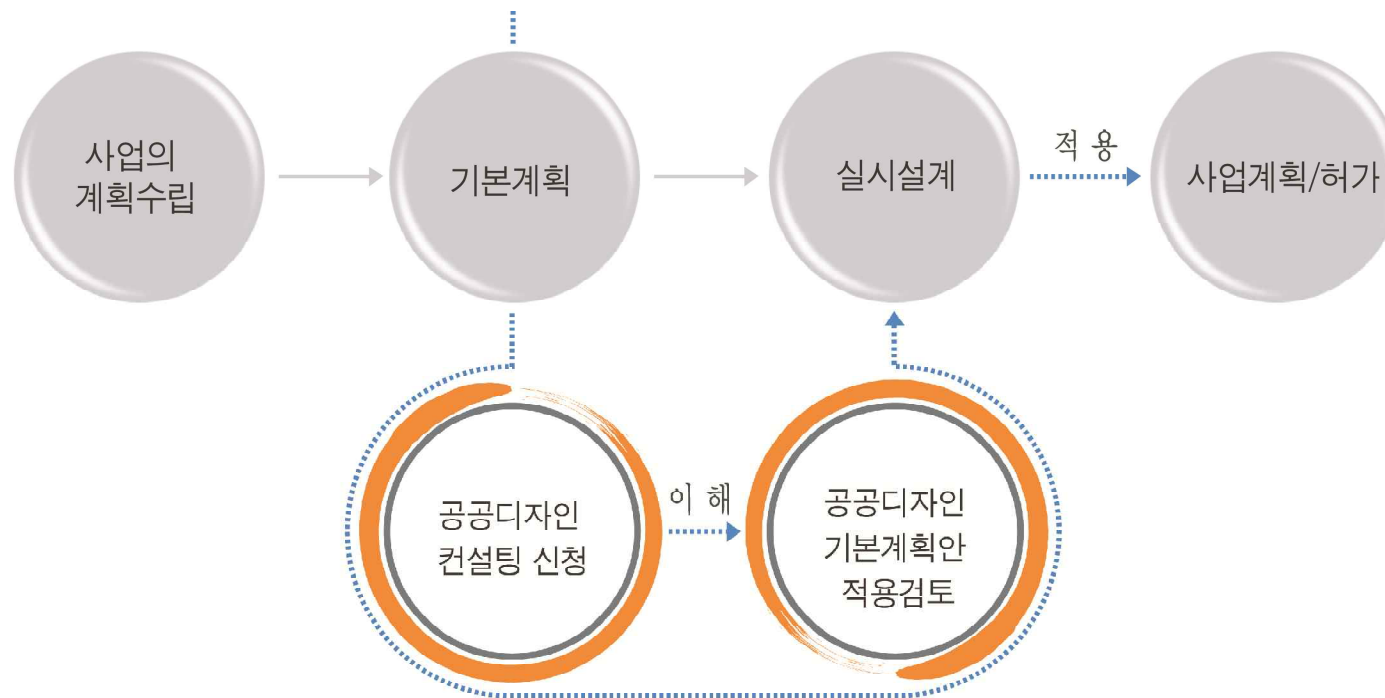 사업의
계획수립
기본계획
실시설계
적 용
사업계획/허가
공공디자인
컨설팅 신청
이 해
공공디자인
기본계획안
적용검토